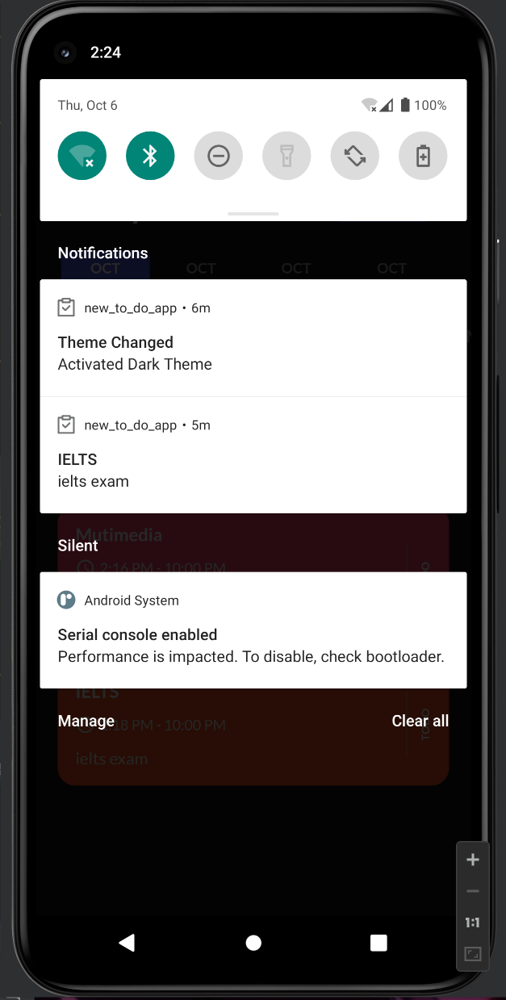 2:24
Thu, Oct 6
100%
Notifications
OCT OCT OCT OCT
new_to_do_app • 6m
Theme Changed
Activated Dark Theme
new_to_do_app • 5m
IELTS
ielts exam
Mutimedia
Silent
2:16 PM - 10:00 PM
Android System
Serial console enabled
Performance is impacted. To disable, check bootloader.
IELTS
Manage
Clear all
18 PM - 10:00 PM
TODO
ielts exam
1:1